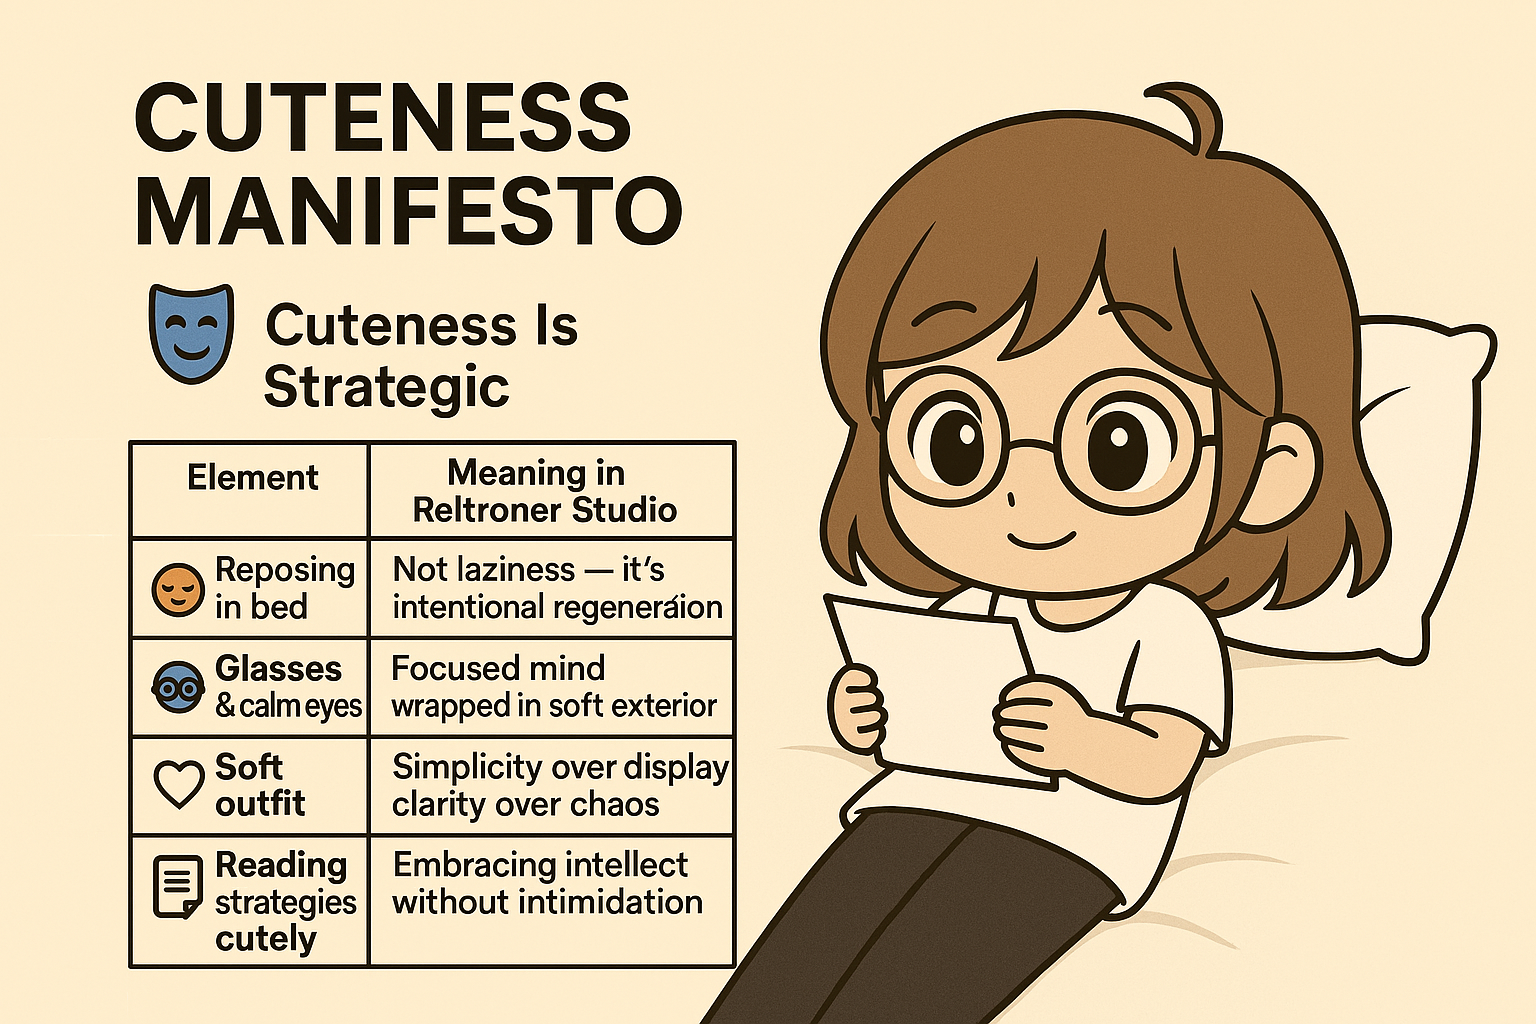 CUTENESS
MANIFESTO
Cuteness Is
Strategic
Element
Meaning in
Reltroner Studio
Reposing
in bed
Not laziness — it's
intentional regeneráion
Glasses
& calm eyes
Focused mind
wrapped in soft exterior
Soft
outfit
Simplicity over display
clarity over chaos
Reading
strategies
cutely
Embracing intellect
without intimidation